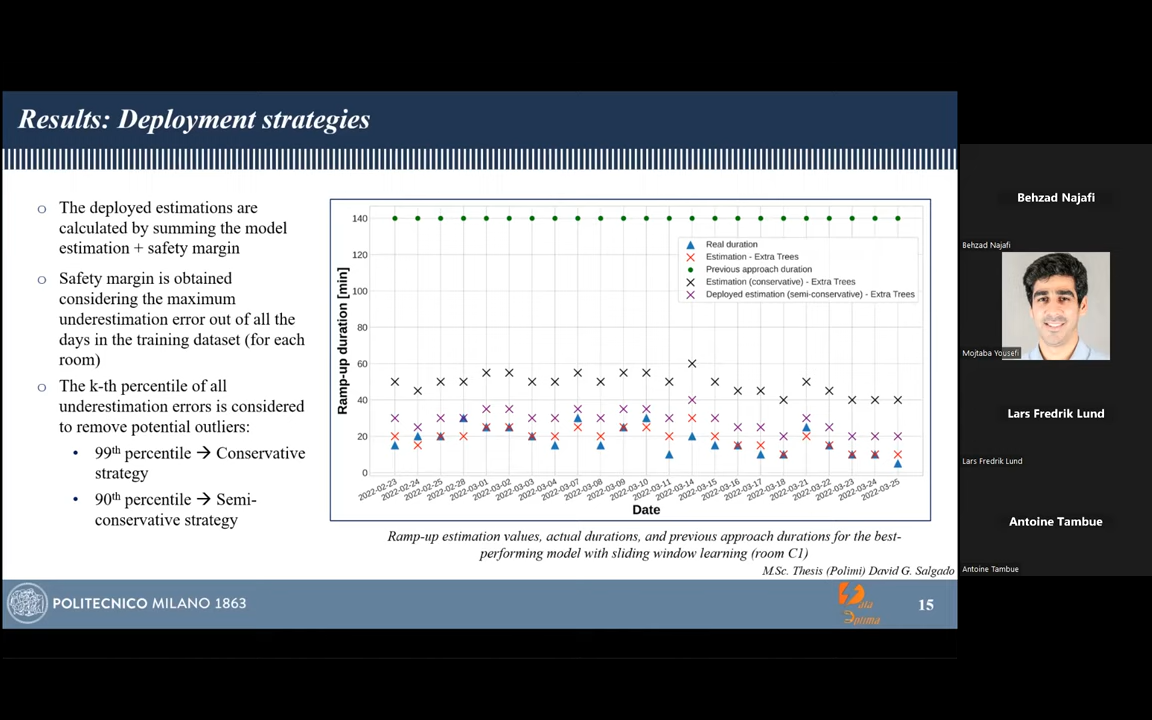 Results: Deployment strategies
The deployed estimations are
calculated by summing the model
estimation + safety margin
Safety margin is obtained
considering the maximum
underestimation error out of all the
days in the training dataset (for each
room)
The k-th percentile of all
underestimation errors is considered
to remove potential outliers:
99th percentile → Conservative
strategy
90th percentile → Semi-
conservative strategy
Ramp-up duration [min]
140
120
100
80
60
40
20
0
Real duration
Estimation - Extra Trees
Previous approach duration
Estimation (conservative) - Extra Trees
Deployed estimation (semi-conservative) - Extra Trees
2022-02-23
2022-02-24
2022-02-25
2022-02-28
2022-03-01
2022-03-02
2022-03-03
2022-03-04
2022-03-07
2022-03-08
2022-03-09
2022-03-10
2022-03-11
2022-03-14
2022-03-15
2022-03-16
2022-03-17
2022-03-18
2022-03-21
2022-03-22
2022-03-23
2022-03-24
2022-03-25
Date
Ramp-up estimation values, actual durations, and previous approach durations for the best-
performing model with sliding window learning (room C1)
M.Sc. Thesis (Polimi) David G. Salgado
POLITECNICO MILANO 1863
15
Behzad Najafi
Behzad Najafi
Mojtaba Yousefi
Lars Fredrik Lund
Lars Fredrik Lund
Antoine Tambue
Antoine Tambue